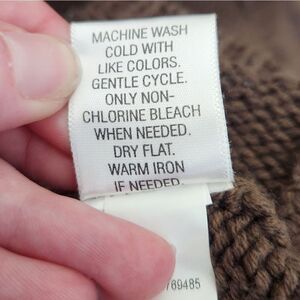 MACHINE WASH
COLD WITH
LIKE COLORS.
GENTLE CYCLE.
ONLY NON-
CHLORINE BLEACH
WHEN NEEDED.
DRY FLAT.
WARM IRON
IF NEEDED.
769485